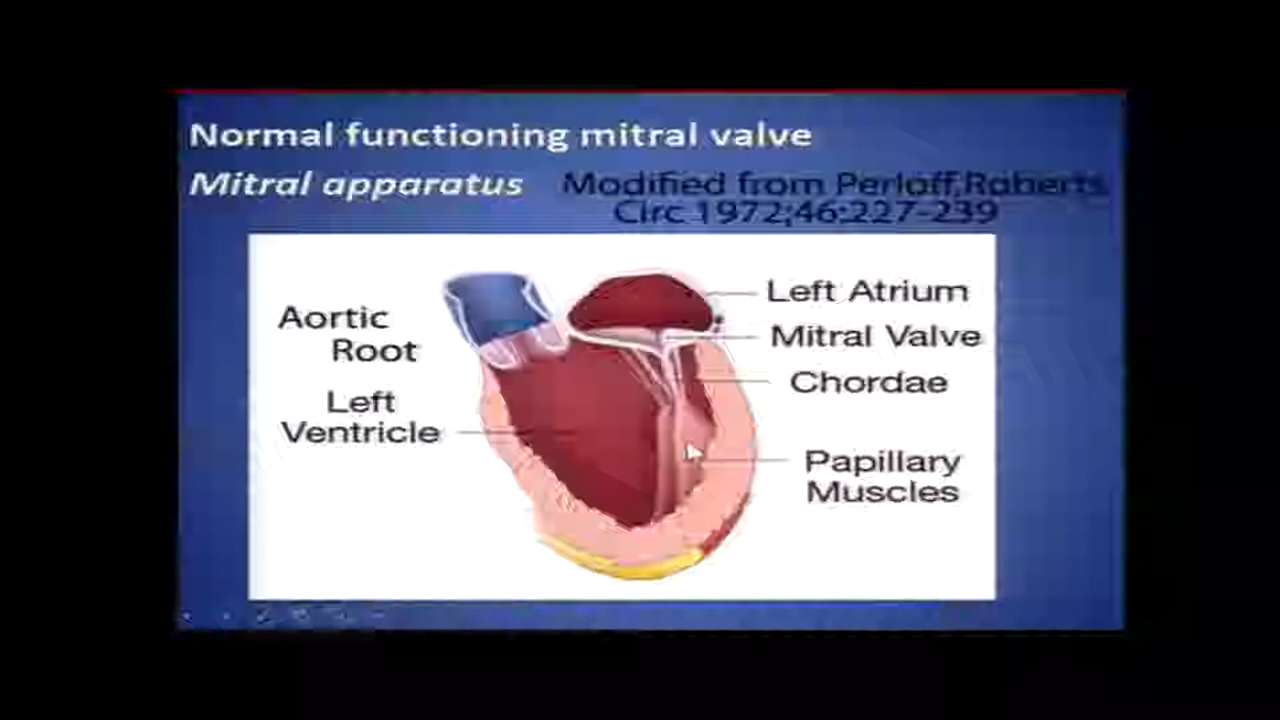 Normal functioning mitral valve
Mitral apparatus Modified from Perloff,Roberts
Circ 1972;46:227-239
Aortic
Root
Left
Ventricle
Left Atrium
Mitral Valve
Chordae
Papillary
Muscles